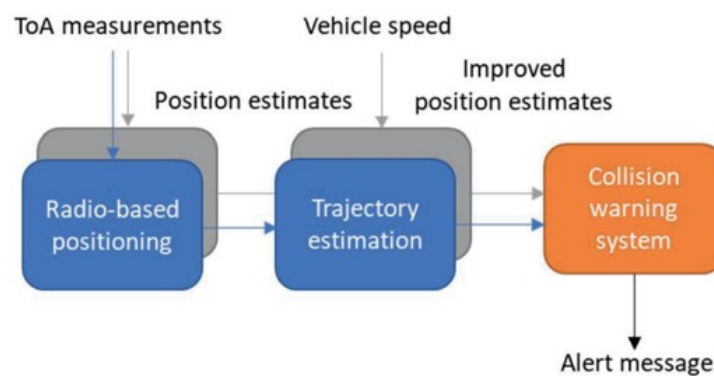 ToA measurements
Vehicle speed
Position estimates
Improved
position estimates
Radio-based
positioning
Trajectory
estimation
Collision
warning
system
Alert message